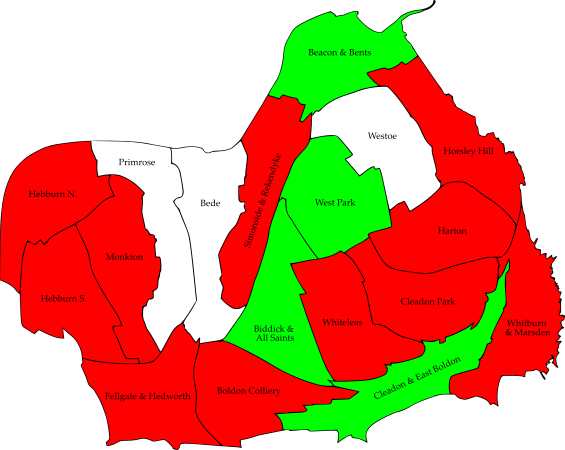 Beacon & Bents
Westoe
Horsley Hill
Primrose
Simonside & Rekendyke
Hebburn N.
Bede
West Park
Harton
Monkton
Hebburn S.
Cleadon Park
Whiteleas
Biddick &
All Saints
Whitburn
& Marsden
Cleadon & East Boldon
Boldon Colliery
Fellgate & Hedworth